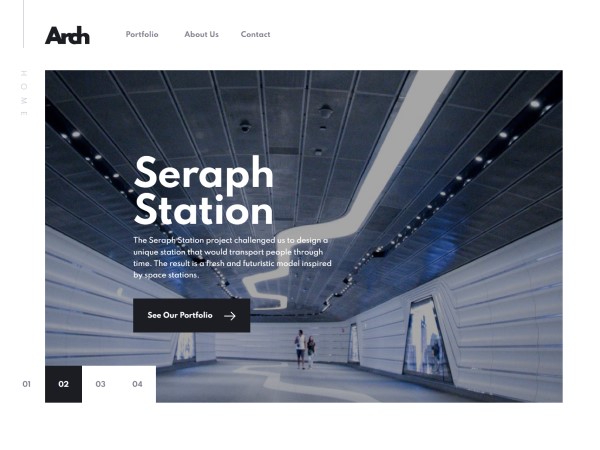 Arch
Portfolio
About Us
Contact
HOME
Seraph
Station
The Seraph Station project challenged us to design a
unique station that would transport people through
time. The result is a fresh and futuristic model inspired
by space stations.
See Our Portfolio
01
02
03
04